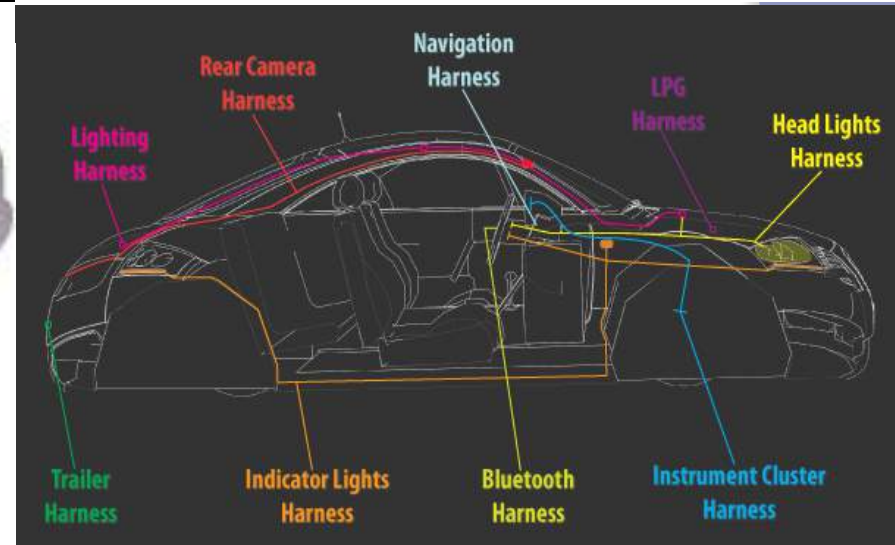 Navigation
Harness
Rear Camera
Harness
LPG
Harness
Head Lights
Harness
Lighting
Harness
Trailer
Harness
Indicator Lights
Harness
Bluetooth
Harness
Instrument Cluster
Harness